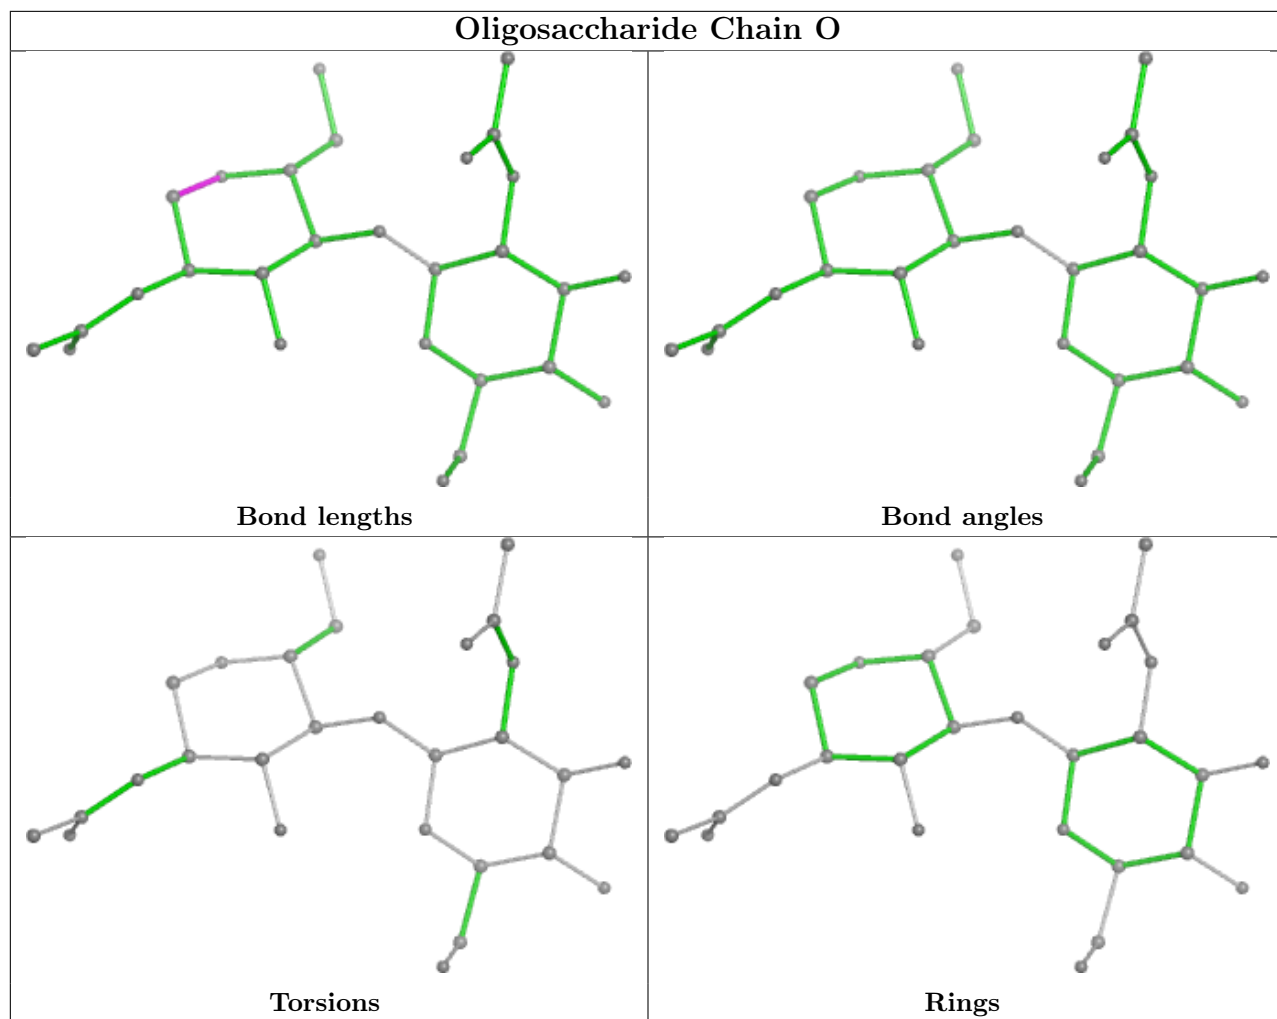 Oligosaccharide Chain O
Bond lengths
Bond angles
Torsions
Rings